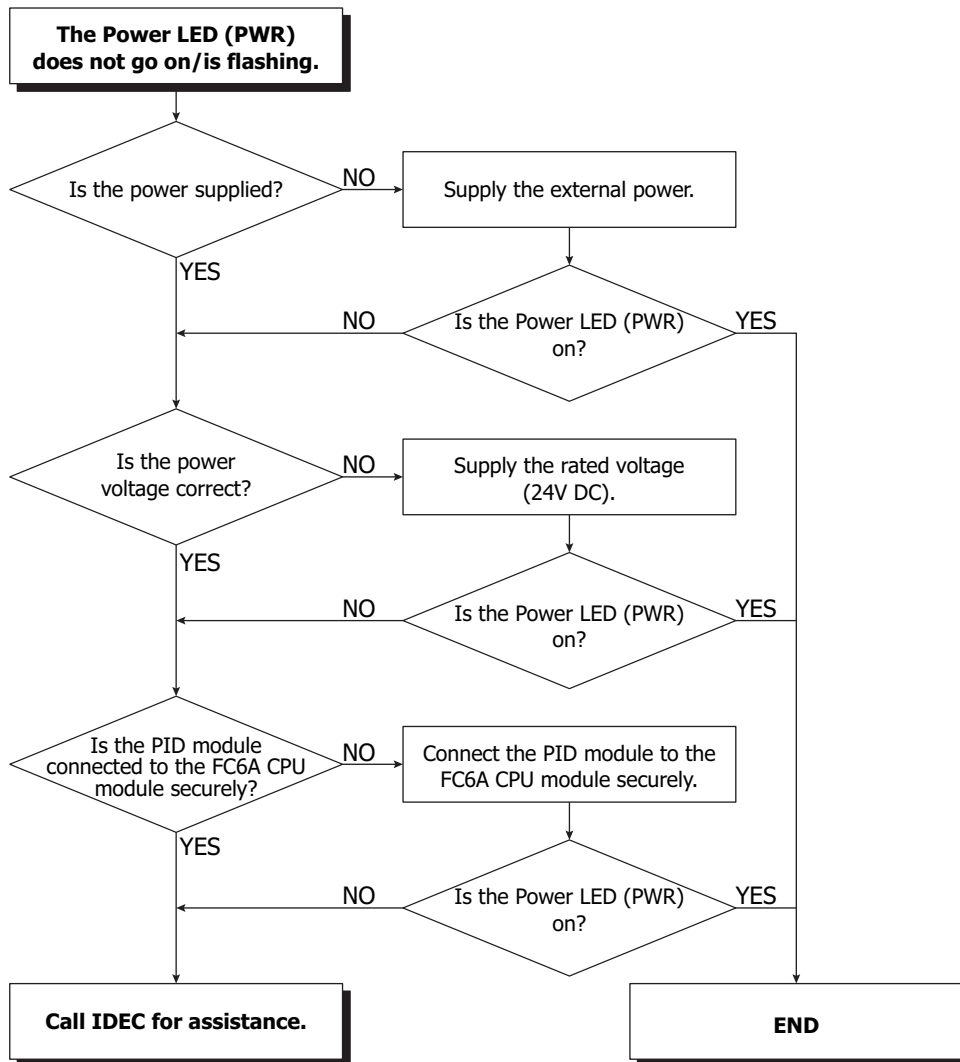 The Power LED (PWR)
does not go on/is flashing.
Is the power supplied?
NO
Supply the external power.
YES
Is the Power LED (PWR)
on?
NO
YES
Is the power
voltage correct?
NO
Supply the rated voltage
(24V DC).
YES
Is the Power LED (PWR)
on?
NO
YES
Is the PID module
connected to the FC6A CPU
module securely?
NO
Connect the PID module to the
FC6A CPU module securely.
YES
Is the Power LED (PWR)
on?
NO
YES
Call IDEC for assistance.
END